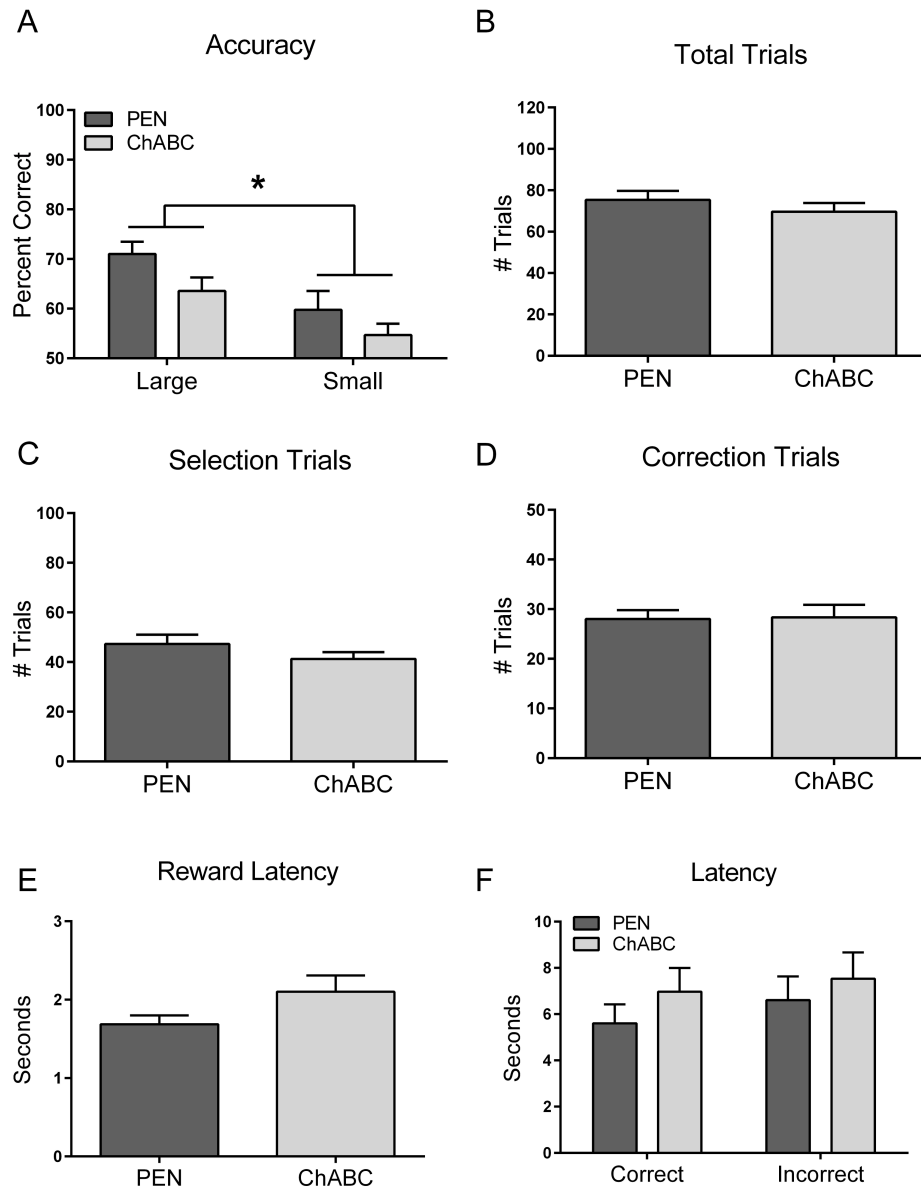 A
Accuracy
100
90
80
70
60
50
Percent Correct
PEN
ChABC
*
Large
Small
B
Total Trials
120
100
80
60
40
20
0
# Trials
PEN
ChABC
C
Selection Trials
100
80
60
40
20
0
# Trials
PEN
ChABC
D
Correction Trials
50
40
30
20
10
0
# Trials
PEN
ChABC
E
Reward Latency
3
2
1
0
Seconds
PEN
ChABC
F
Latency
10
8
6
4
2
0
Seconds
PEN
ChABC
Correct
Incorrect